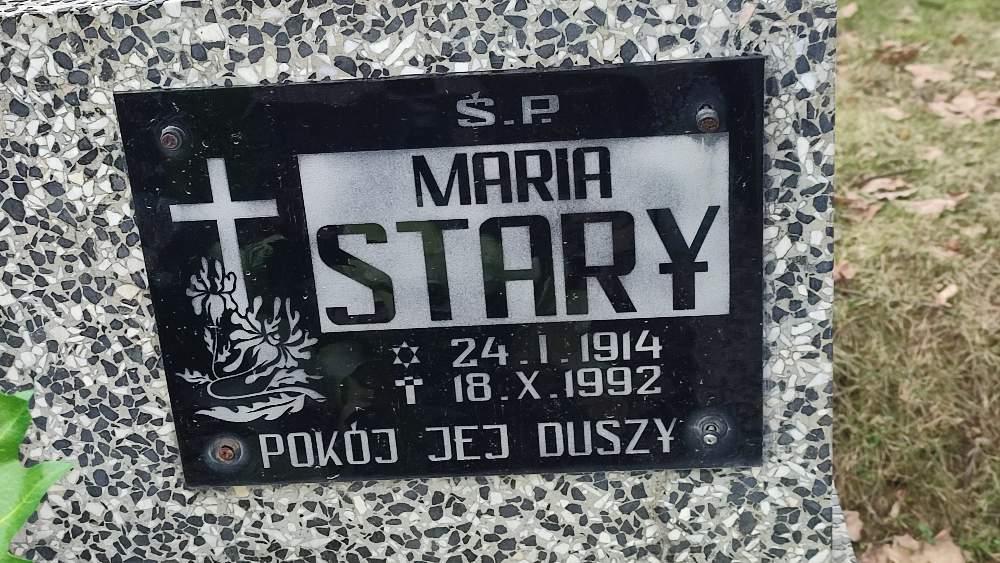 Ś.P.
MARIA
STARY
24.I.1914
18.X.1992
POKÓJ JEJ DUSZY